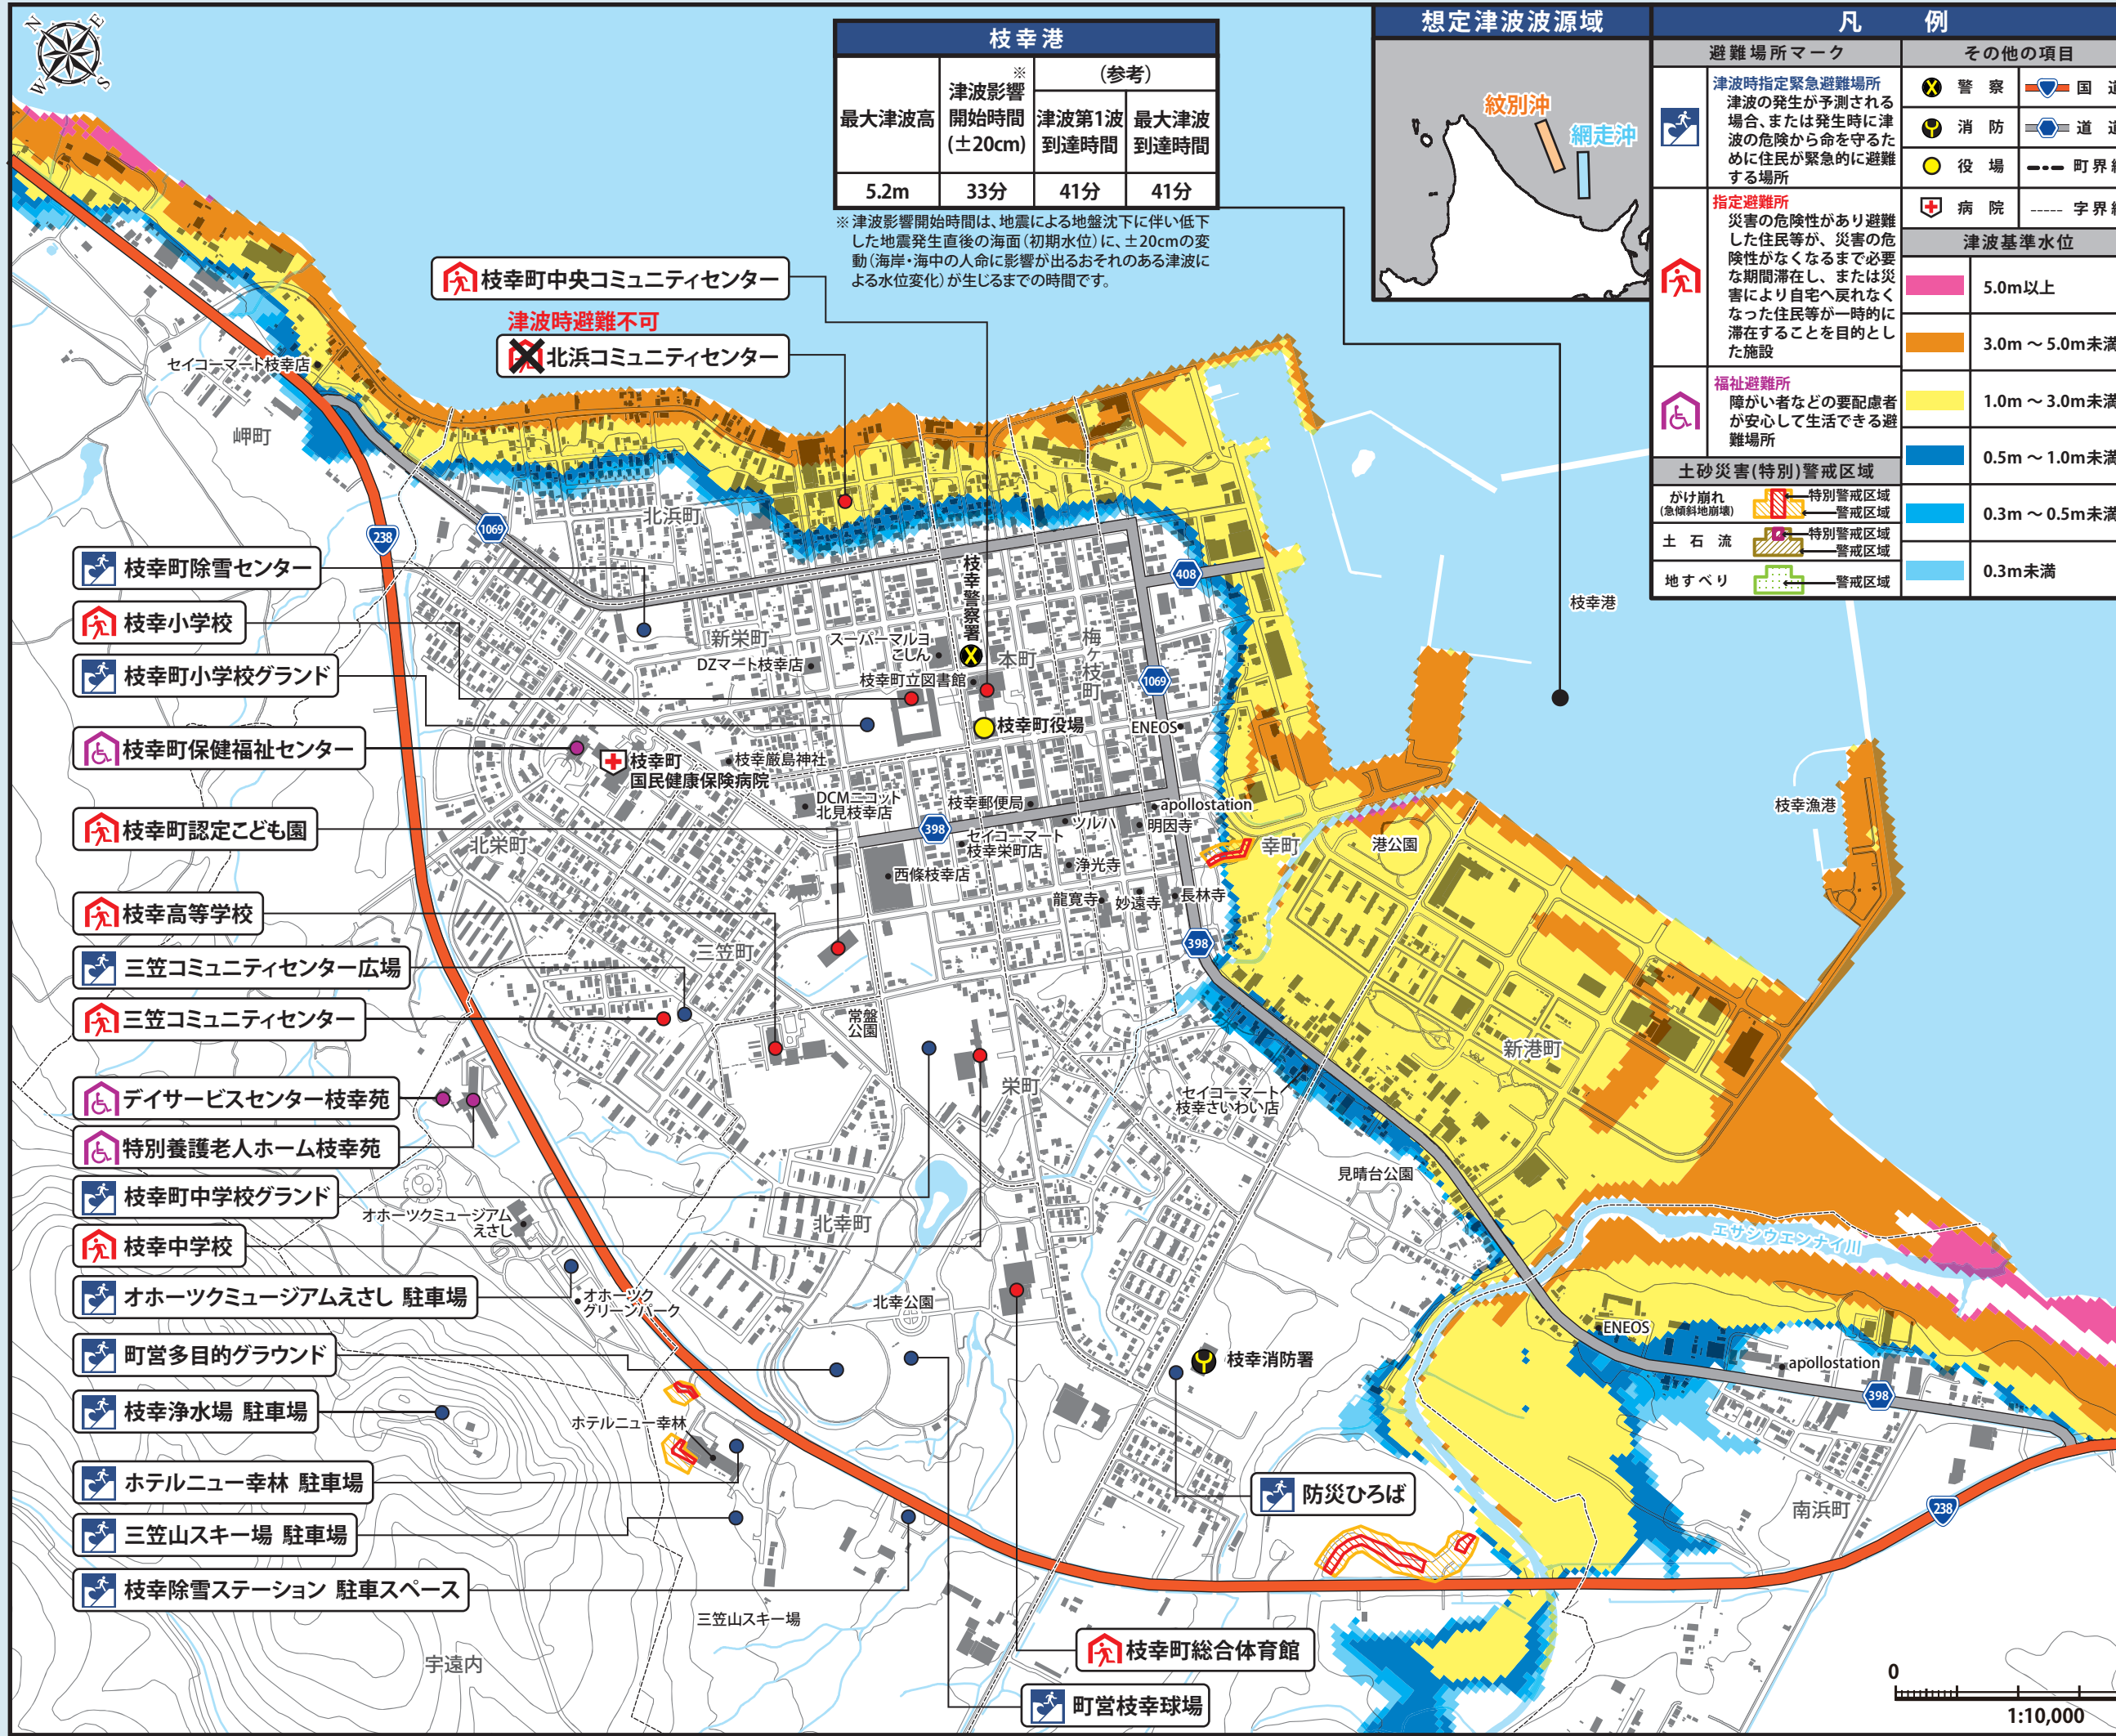 N
E
W
S
枝幸港
最大津波高
※
津波影響
開始時間
(±20cm)
(参考)
津波第1波
到達時間
最大津波
到達時間
5.2m
33分
41分
41分
※津波影響開始時間は、地震による地盤沈下に伴い低下
した地震発生直後の海面(初期水位)に、±20cmの変
動(海岸・海中の人命に影響が出るおそれのある津波に
よる水位変化)が生じるまでの時間です。
想定津波波源域
紋別沖
網走沖
凡 例
避難場所マーク
津波時指定緊急避難場所
津波の発生が予測される
場合、または発生時に津
波の危険から命を守るた
めに住民が緊急的に避難
する場所
指定避難所
災害の危険性があり避難
した住民等が、災害の危
険性がなくなるまで必要
な期間滞在し、または災
害により自宅へ戻れなく
なった住民等が一時的に
滞在することを目的とし
た施設
福祉避難所
障がい者などの要配慮者
が安心して生活できる避
難場所
土砂災害(特別)警戒区域
がけ崩れ
(急傾斜地崩壊)
特別警戒区域
警戒区域
土 石 流
特別警戒区域
警戒区域
地すべり
警戒区域
その他の項目
警 察
国
消 防
道
役 場
町界
病 院
字界
津波基準水位
5.0m以上
3.0m ～ 5.0m未満
1.0m ～ 3.0m未満
0.5m ～ 1.0m未満
0.3m ～ 0.5m未満
0.3m未満
枝幸町中央コミュニティセンター
津波時避難不可
北浜コミュニティセンター
枝幸町除雪センター
枝幸小学校
枝幸町小学校グランド
枝幸町保健福祉センター
枝幸町認定こども園
枝幸高等学校
三笠コミュニティセンター広場
三笠コミュニティセンター
デイサービスセンター枝幸苑
特別養護老人ホーム枝幸苑
枝幸町中学校グランド
枝幸中学校
オホーツクミュージアムえさし 駐車場
町営多目的グラウンド
枝幸浄水場 駐車場
ホテルニュー幸林 駐車場
三笠山スキー場 駐車場
枝幸除雪ステーション 駐車スペース
防災ひろば
枝幸町総合体育館
町営枝幸球場
セイコーマート枝幸店
岬町
238
1069
北浜町
408
枝幸警察署
新栄町
スーパーマルヨ
こしん
DZマート枝幸店
本町
梅ヶ枝町
枝幸町立図書館
1069
枝幸町役場
ENEOS
枝幸町
国民健康保険病院
枝幸厳島神社
DCMニコット
北見枝幸店
枝幸郵便局
apollostation
398
ツルハ
明因寺
セイコーマート
枝幸栄町店
北栄町
西條枝幸店
浄光寺
龍寛寺
妙遠寺
長林寺
幸町
港公園
枝幸港
枝幸漁港
398
三笠町
常盤
公園
栄町
新港町
セイコーマート
枝幸さいわい店
見晴台公園
エサシウエンナイ川
オホーツクミュージアム
えさし
北幸町
オホーツク
グリーンパーク
北幸公園
枝幸消防署
ホテルニュー幸林
ENEOS
apollostation
398
南浜町
238
三笠山スキー場
宇遠内
0
1:10,000